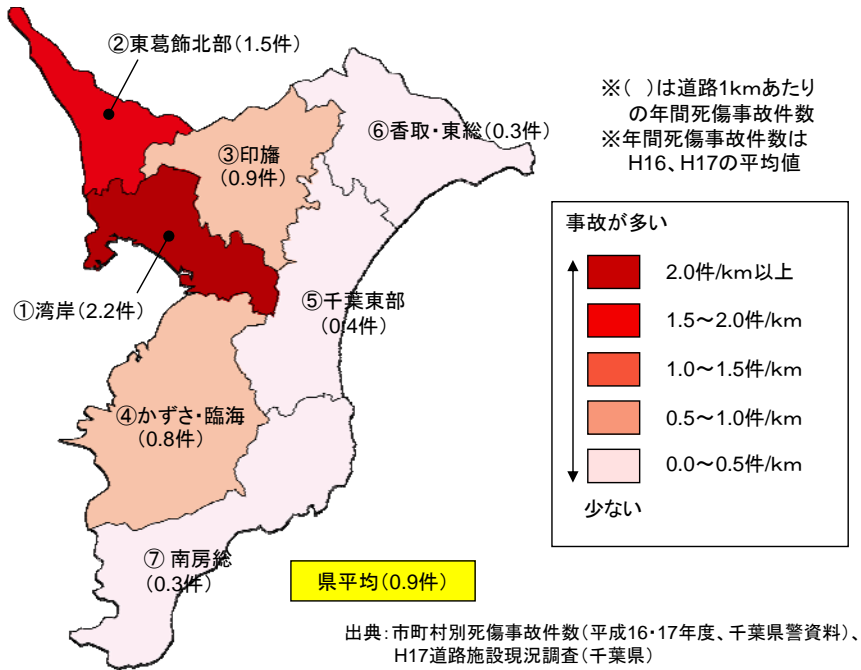 ②東葛飾北部(1.5件)
※( )は道路1kmあたり
の年間死傷事故件数
※年間死傷事故件数は
H16、H17の平均値
⑥香取・東総(0.3件)
③印旛
(0.9件)
事故が多い
2.0件/km以上
1.5～2.0件/km
1.0～1.5件/km
0.5～1.0件/km
0.0～0.5件/km
少ない
①湾岸(2.2件)
⑤千葉東部
(0.4件)
④かずさ・臨海
(0.8件)
⑦ 南房総
(0.3件)
県平均(0.9件)
出典:市町村別死傷事故件数(平成16・17年度、千葉県警資料)、
H17道路施設現況調査(千葉県)